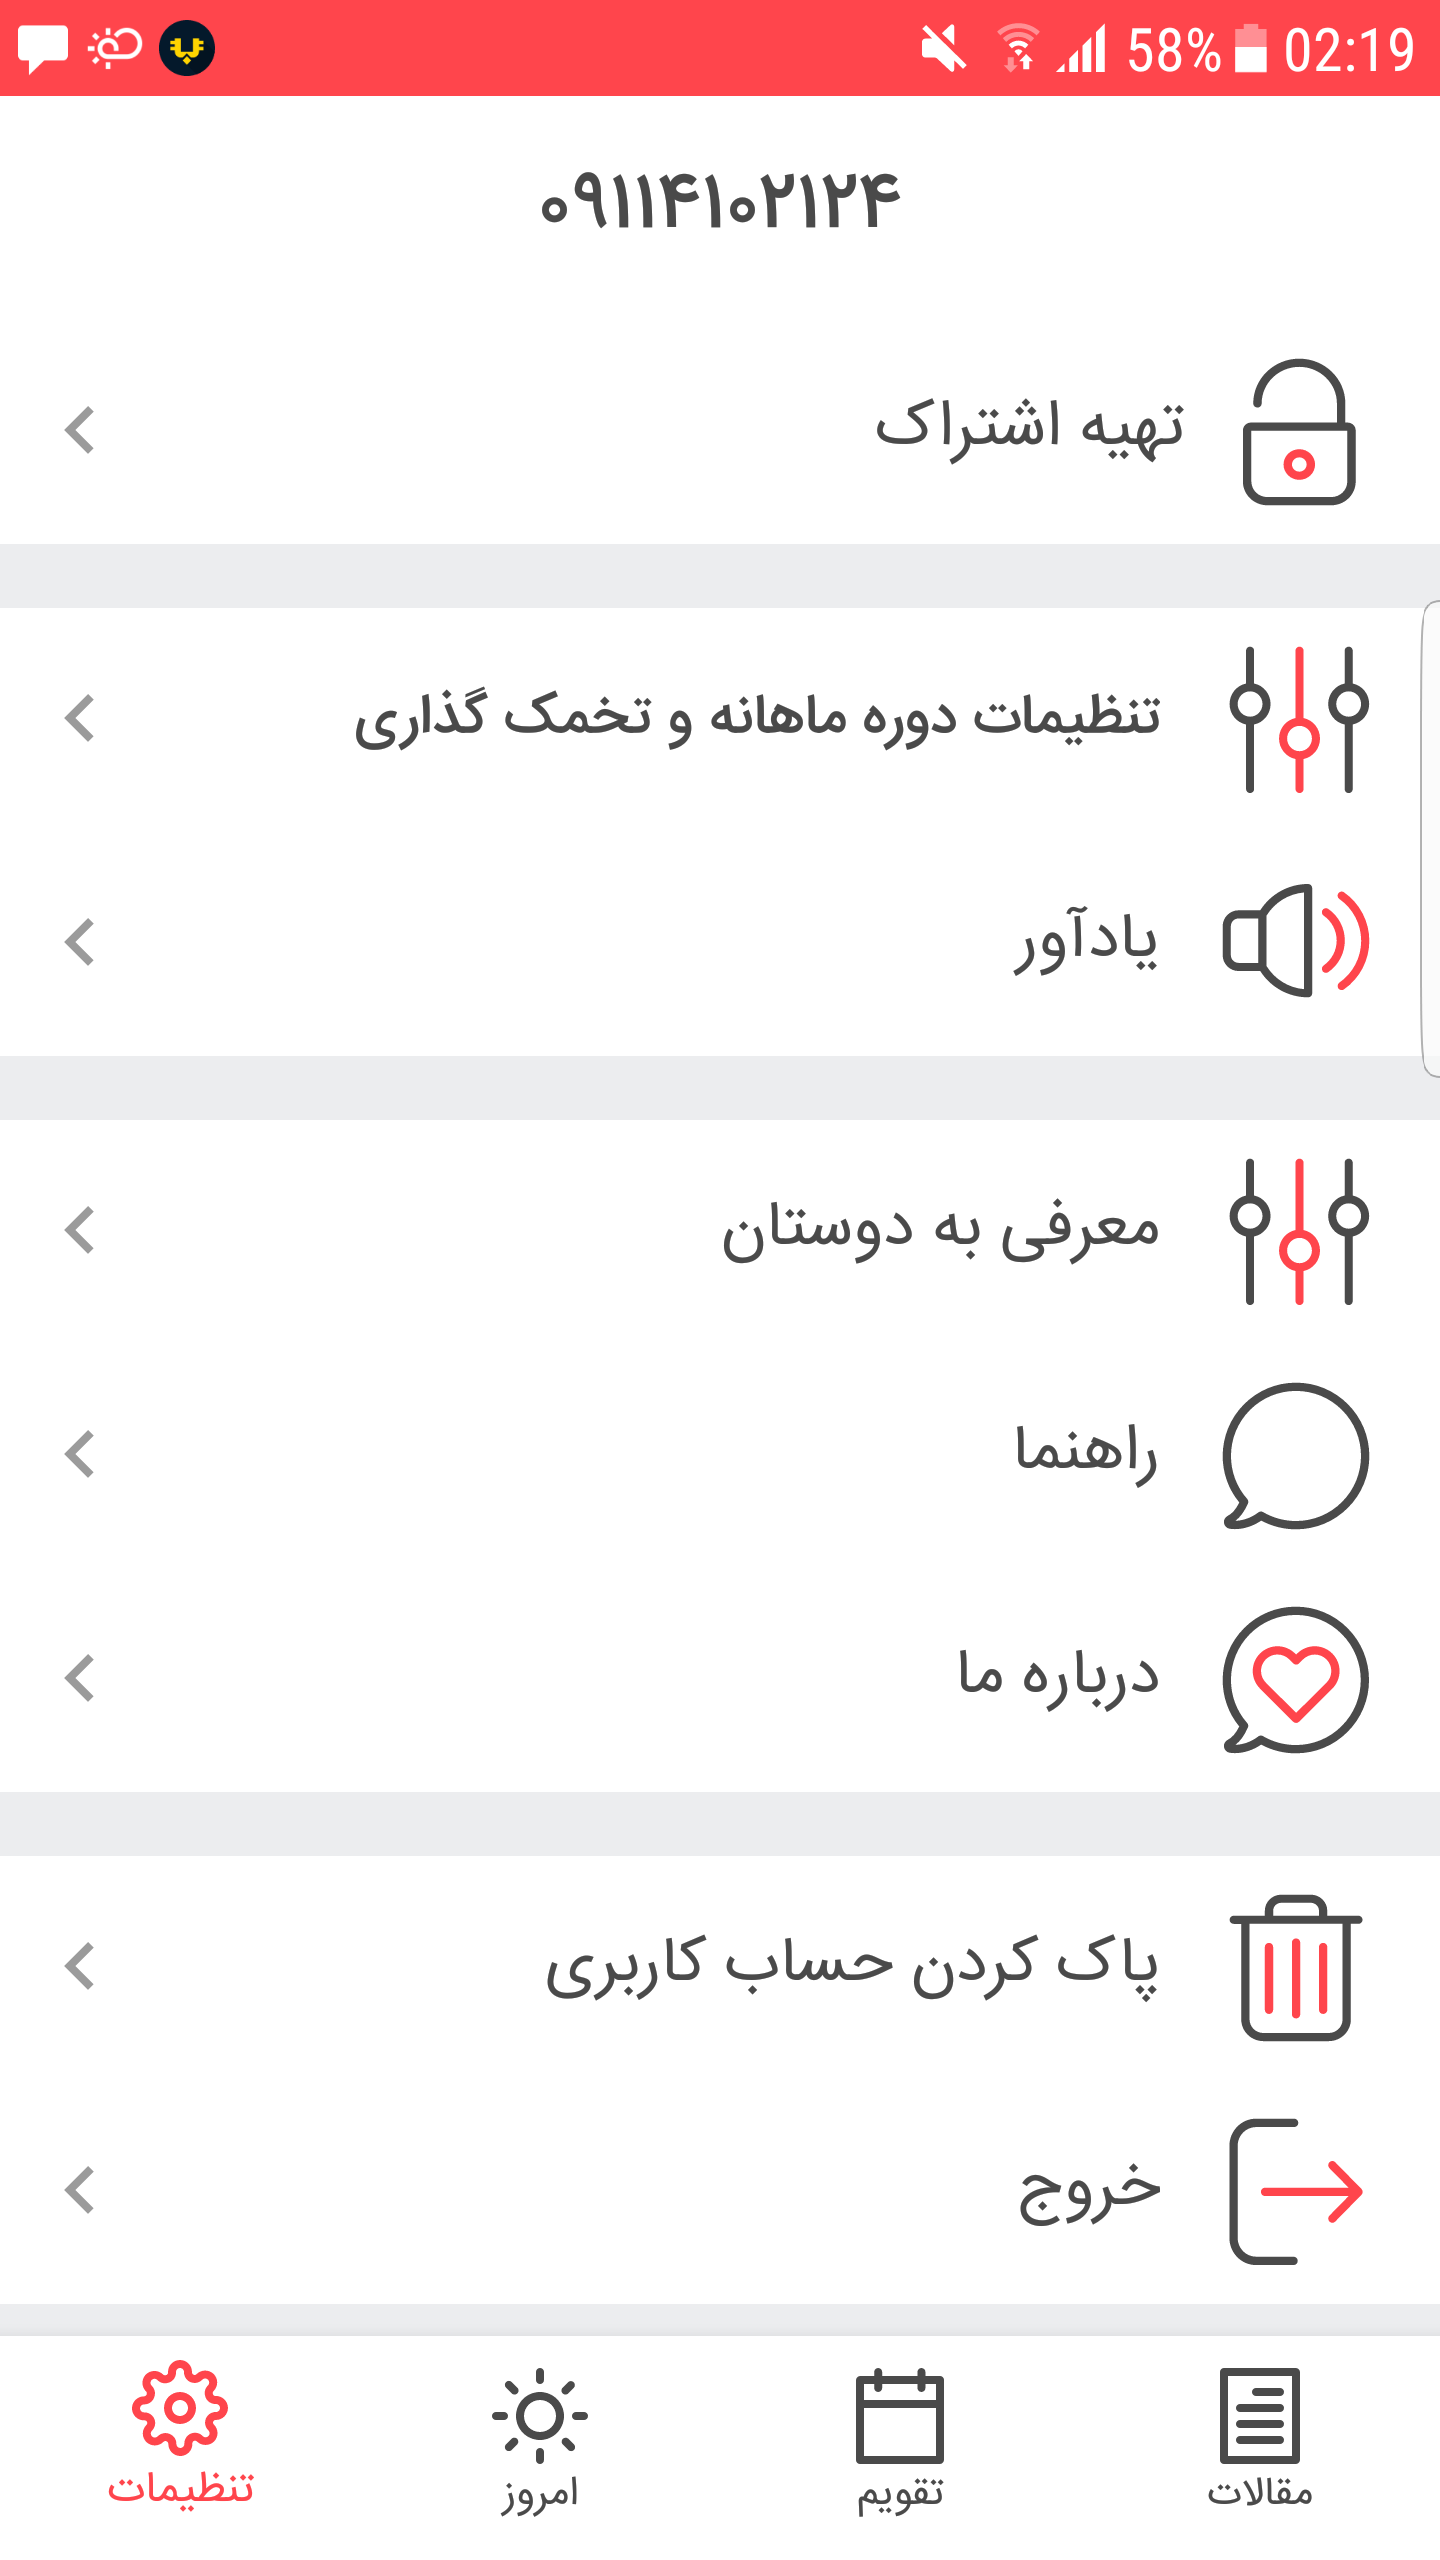 58% 02:19
۰۹۱۱۴۱۰۲۱۲۴
تهیه اشتراک
تنظیمات دوره ماهانه و تخمک گذاری
یادآور
معرفی به دوستان
راهنما
درباره ما
پاک کردن حساب کاربری
خروج
مقالات
تقویم
امروز
تنظیمات